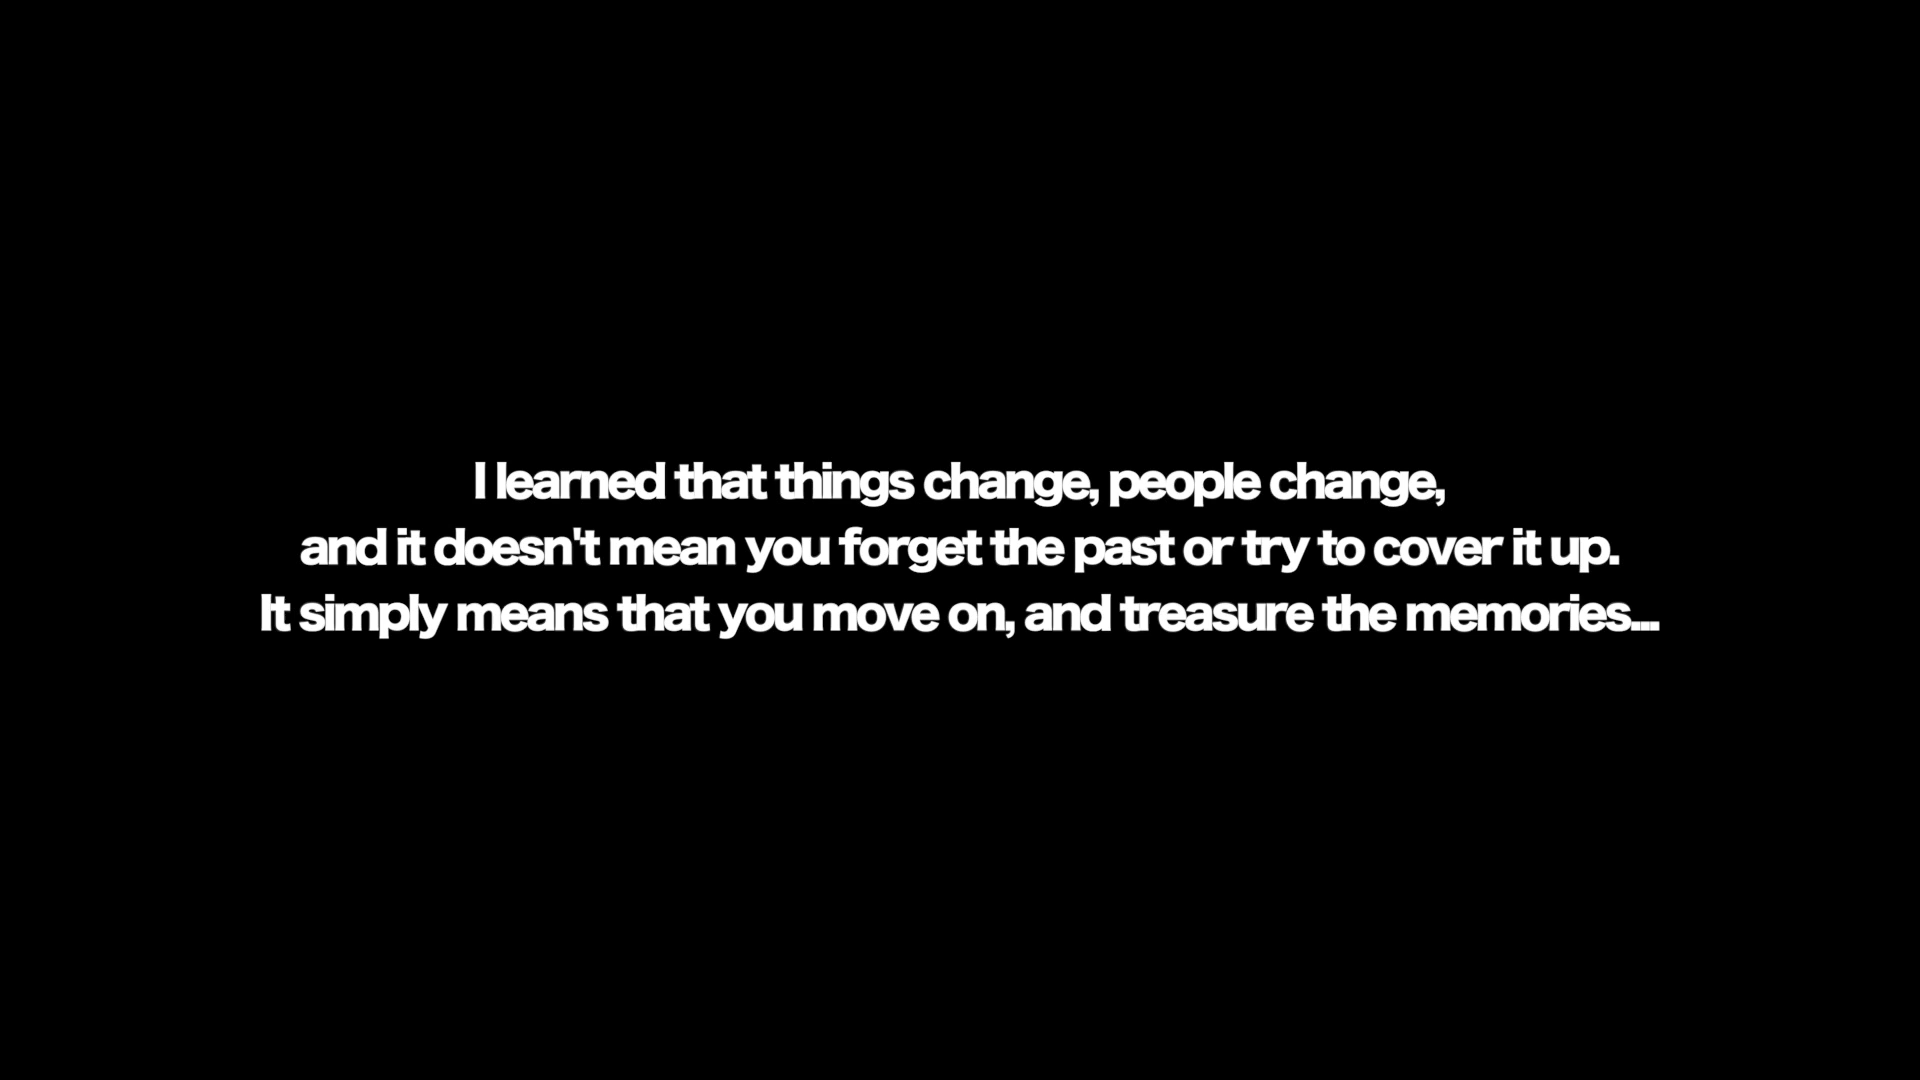 I learned that things change, people change,
and it doesn't mean you forget the past or try to cover it up.
It simply means that you move on, and treasure the memories...